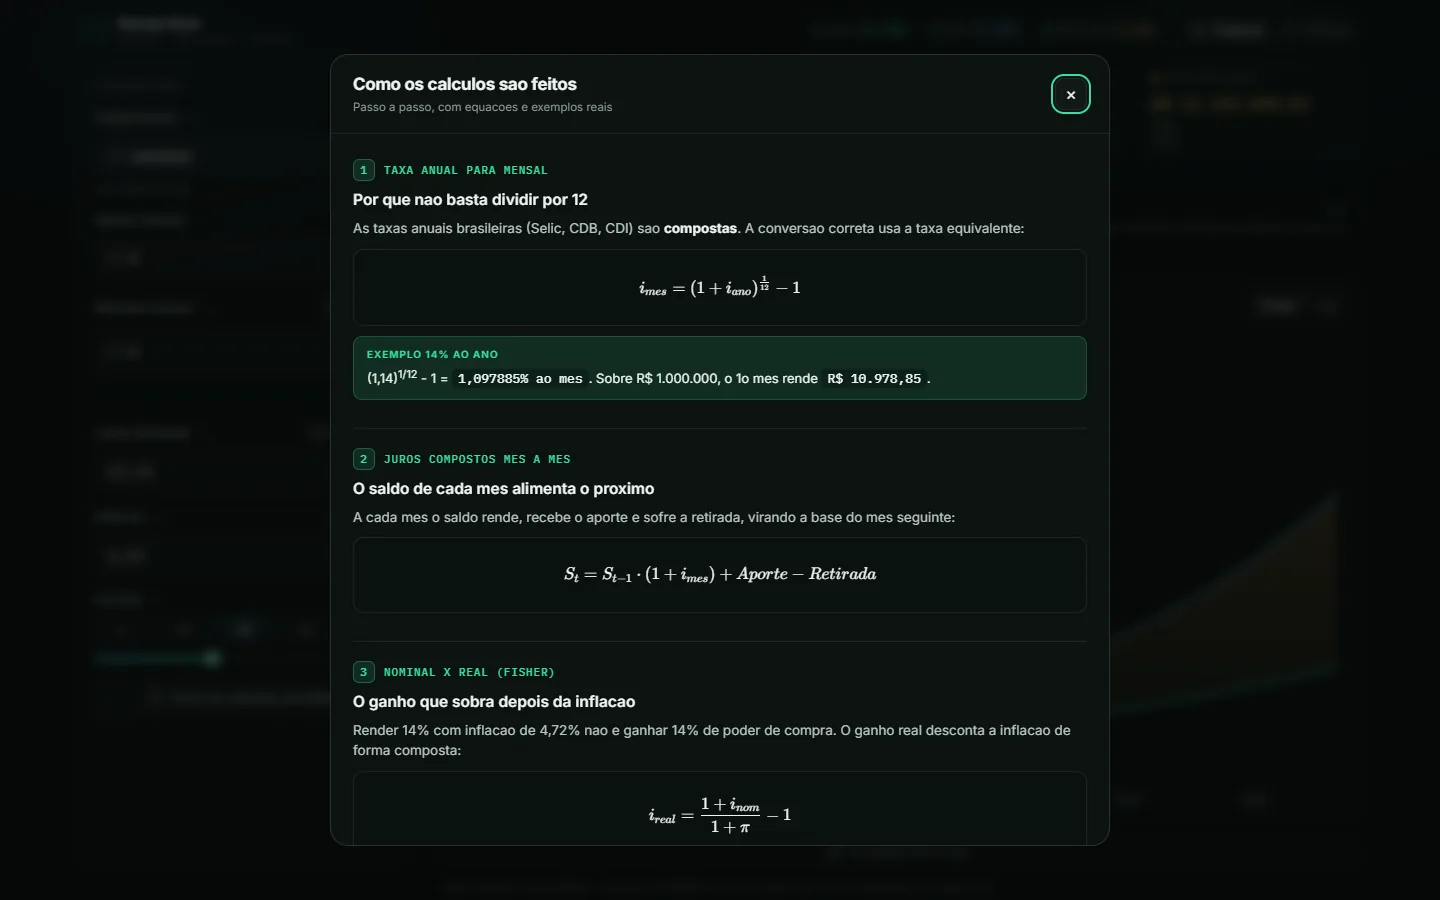 Como os calculos sao feitos
Passo a passo, com equacoes e exemplos reais
×
1 TAXA ANUAL PARA MENSAL
Por que nao basta dividir por 12
As taxas anuais brasileiras (Selic, CDB, CDI) sao compostas. A conversao correta usa a taxa equivalente:
i_mes = (1 + i_ano)^(1/12) − 1
EXEMPLO 14% AO ANO
(1,14)^1/12 - 1 = 1,097885% ao mes . Sobre R$ 1.000.000, o 1o mes rende R$ 10.978,85 .
2 JUROS COMPOSTOS MES A MES
O saldo de cada mes alimenta o proximo
A cada mes o saldo rende, recebe o aporte e sofre a retirada, virando a base do mes seguinte:
S_t = S_t−1 · (1 + i_mes) + Aporte − Retirada
3 NOMINAL X REAL (FISHER)
O ganho que sobra depois da inflacao
Render 14% com inflacao de 4,72% nao e ganhar 14% de poder de compra. O ganho real desconta a inflacao de
forma composta:
i_real = (1 + i_nom)/(1 + π) − 1